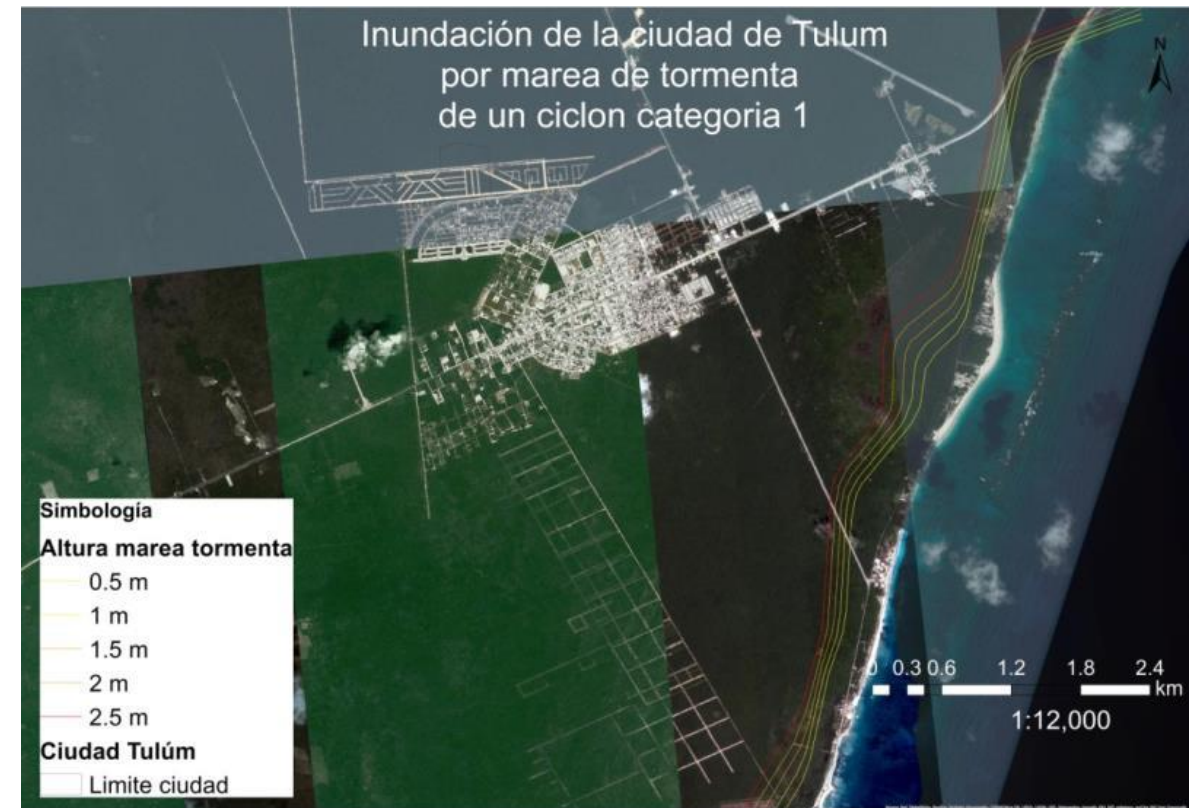 Inundación de la ciudad de Tulum
por marea de tormenta
de un ciclon categoria 1
N
Simbología
Altura marea tormenta
0.5 m
1 m
1.5 m
2 m
2.5 m
Ciudad Tulúm
Limite ciudad
0 0.3 0.6 1.2 1.8 2.4
km
1:12,000